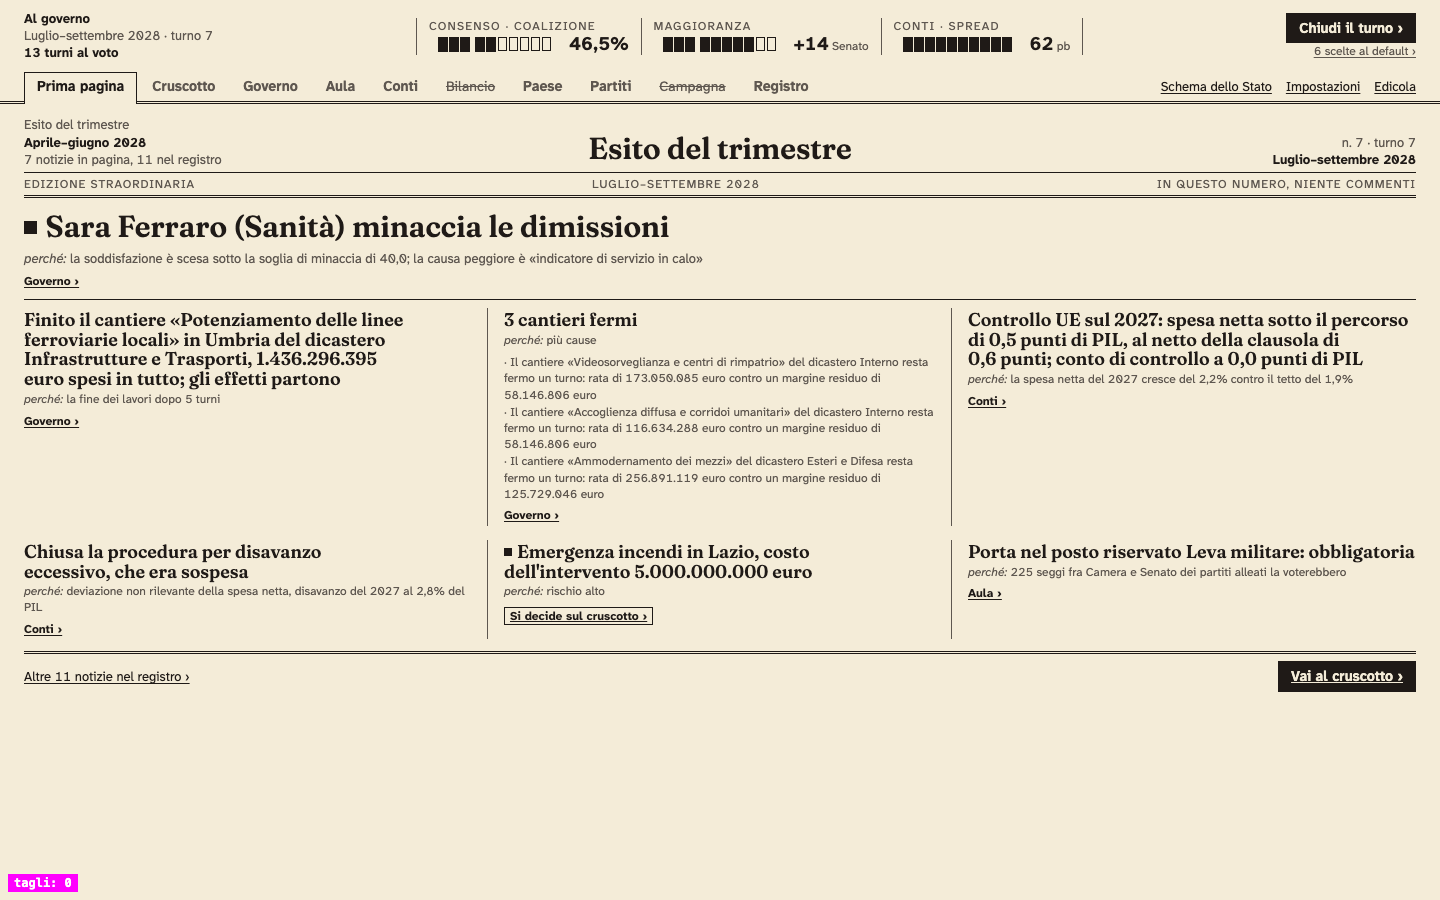 Al governo
Luglio–settembre 2028 · turno 7
13 turni al voto
CONSENSO · COALIZIONE
46,5%
MAGGIORANZA
+14 Senato
CONTI · SPREAD
62 pb
Chiudi il turno ›
6 scelte al default ›
Prima pagina Cruscotto Governo Aula Conti Bilancio Paese Partiti Campagna Registro
Schema dello Stato Impostazioni Edicola
Esito del trimestre
Aprile–giugno 2028
7 notizie in pagina, 11 nel registro
Esito del trimestre
n. 7 · turno 7
Luglio–settembre 2028
EDIZIONE STRAORDINARIA
LUGLIO–SETTEMBRE 2028
IN QUESTO NUMERO, NIENTE COMMENTI
Sara Ferraro (Sanità) minaccia le dimissioni
perché: la soddisfazione è scesa sotto la soglia di minaccia di 40,0; la causa peggiore è «indicatore di servizio in calo»
Governo ›
Finito il cantiere «Potenziamento delle linee
ferroviarie locali» in Umbria del dicastero
Infrastrutture e Trasporti, 1.436.296.395
euro spesi in tutto; gli effetti partono
perché: la fine dei lavori dopo 5 turni
Governo ›
3 cantieri fermi
perché: più cause
· Il cantiere «Videosorveglianza e centri di rimpatrio» del dicastero Interno resta
fermo un turno: rata di 173.050.085 euro contro un margine residuo di
58.146.806 euro
· Il cantiere «Accoglienza diffusa e corridoi umanitari» del dicastero Interno resta
fermo un turno: rata di 116.634.288 euro contro un margine residuo di
58.146.806 euro
· Il cantiere «Ammodernamento dei mezzi» del dicastero Esteri e Difesa resta
fermo un turno: rata di 256.891.119 euro contro un margine residuo di
125.729.046 euro
Governo ›
Controllo UE sul 2027: spesa netta sotto il percorso
di 0,5 punti di PIL, al netto della clausola di
0,6 punti; conto di controllo a 0,0 punti di PIL
perché: la spesa netta del 2027 cresce del 2,2% contro il tetto del 1,9%
Conti ›
Chiusa la procedura per disavanzo
eccessivo, che era sospesa
perché: deviazione non rilevante della spesa netta, disavanzo del 2027 al 2,8% del
PIL
Conti ›
Emergenza incendi in Lazio, costo
dell'intervento 5.000.000.000 euro
perché: rischio alto
Si decide sul cruscotto ›
Porta nel posto riservato Leva militare: obbligatoria
perché: 225 seggi fra Camera e Senato dei partiti alleati la voterebbero
Aula ›
Altre 11 notizie nel registro ›
Vai al cruscotto ›
tagli: 0